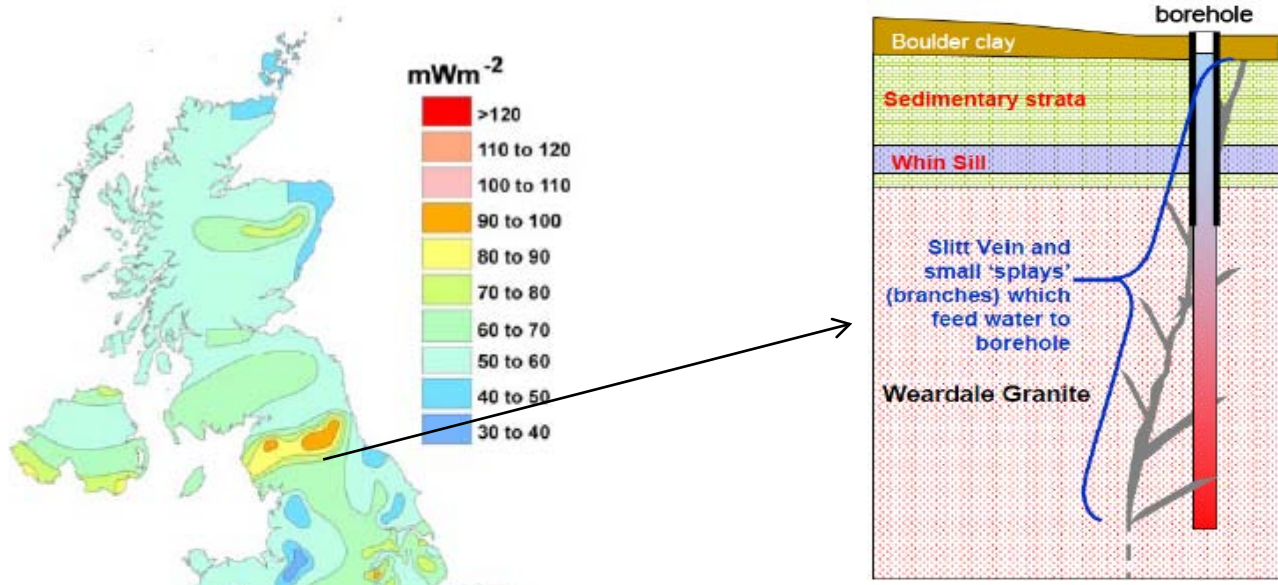 mWm-2
>120
110 to 120
100 to 110
90 to 100
80 to 90
70 to 80
60 to 70
50 to 60
40 to 50
30 to 40
borehole
Boulder clay
Sedimentary strata
Whin Sill
Slitt Vein and
small ‘splays’
(branches) which
feed water to
borehole
Weardale Granite